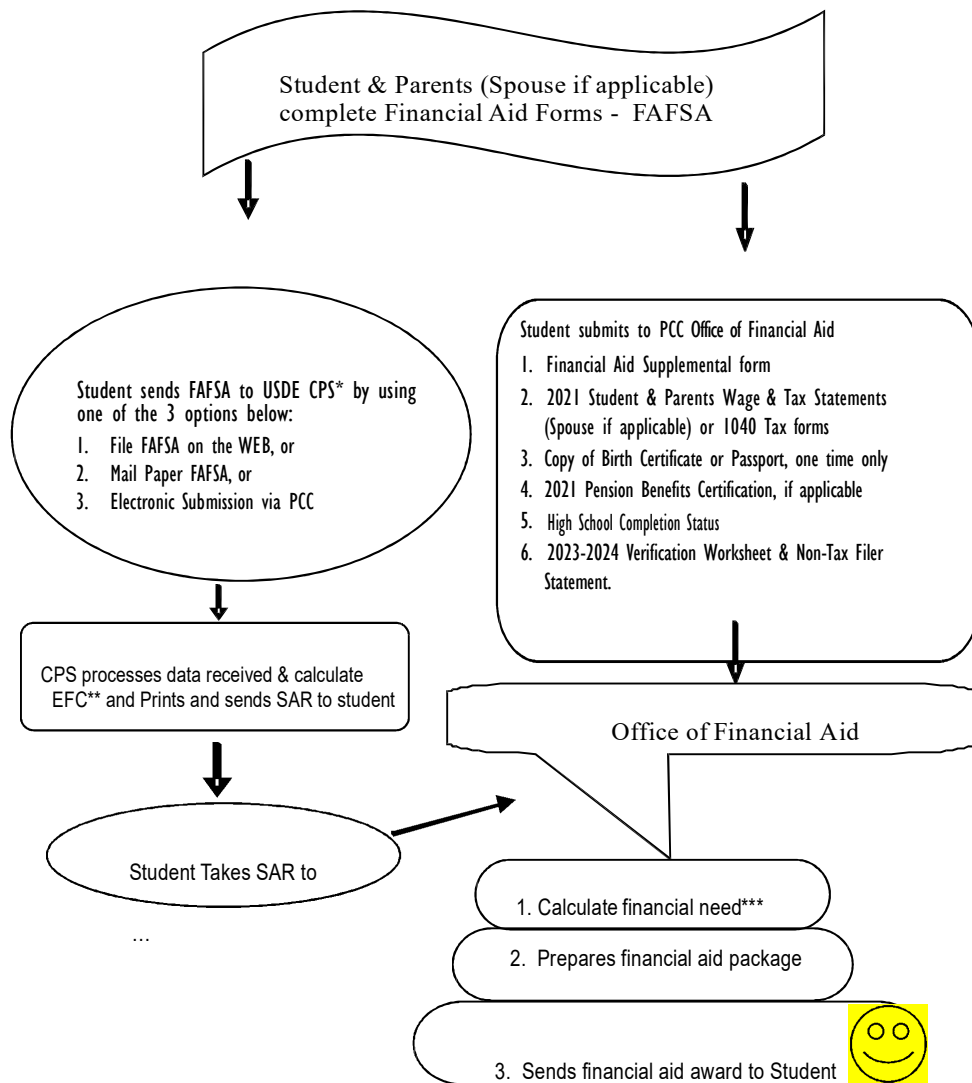 Student & Parents (Spouse if applicable)
complete Financial Aid Forms - FAFSA
Student sends FAFSA to USDE CPS* by using
one of the 3 options below:
1. File FAFSA on the WEB, or
2. Mail Paper FAFSA, or
3. Electronic Submission via PCC
Student submits to PCC Office of Financial Aid
1. Financial Aid Supplemental form
2. 2021 Student & Parents Wage & Tax Statements
(Spouse if applicable) or 1040 Tax forms
3. Copy of Birth Certificate or Passport, one time only
4. 2021 Pension Benefits Certification, if applicable
5. High School Completion Status
6. 2023-2024 Verification Worksheet & Non-Tax Filer
Statement.
CPS processes data received & calculate
EFC** and Prints and sends SAR to student
Office of Financial Aid
Student Takes SAR to
…
1. Calculate financial need***
2. Prepares financial aid package
3. Sends financial aid award to Student